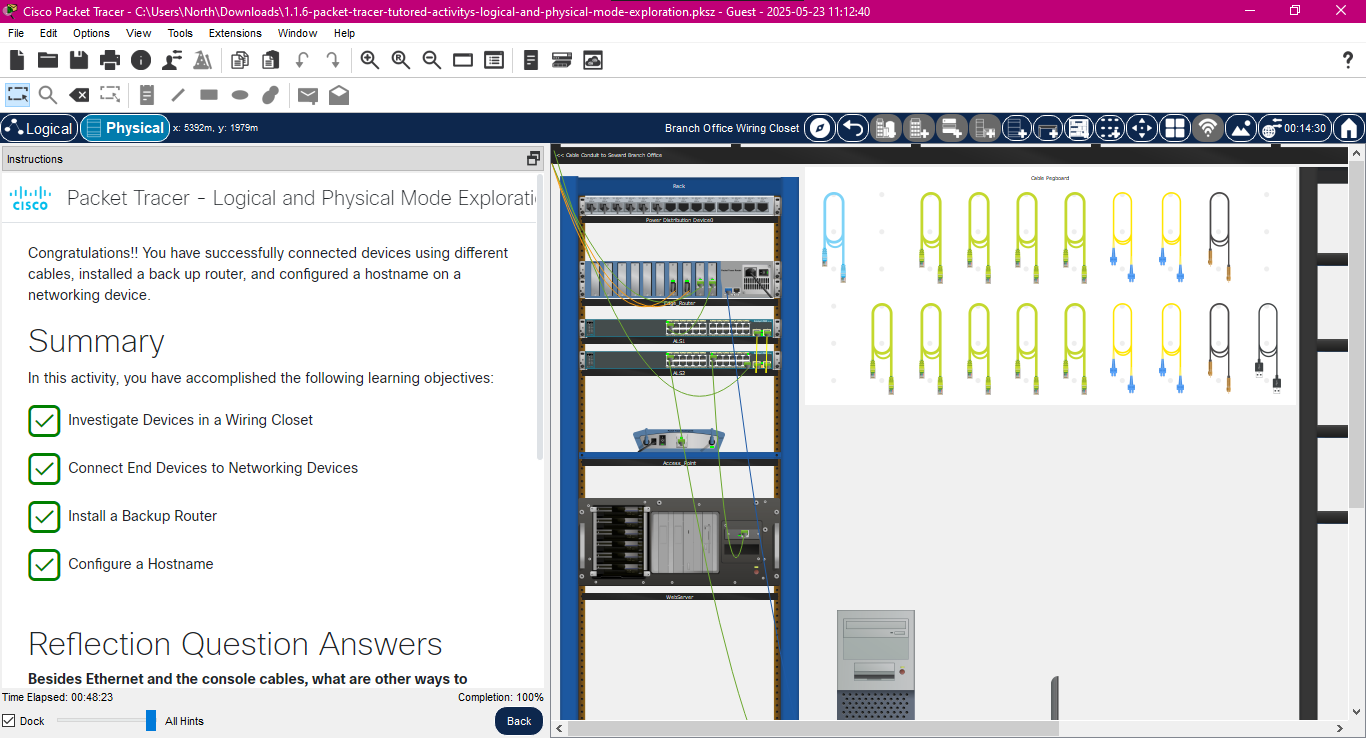 Cisco Packet Tracer - C:\Users\North\Downloads\1.1.6-packet-tracer-tutored-activitys-logical-and-physical-mode-exploration.pksz - Guest - 2025-05-23 11:12:40
File Edit Options View Tools Extensions Window Help
Logical Physical x: 5392m, y: 1979m Branch Office Wiring Closet 00:14:30
Instructions
CISCO
Packet Tracer - Logical and Physical Mode Explorati
Congratulations!! You have successfully connected devices using different
cables, installed a back up router, and configured a hostname on a
networking device.
Summary
In this activity, you have accomplished the following learning objectives:
Investigate Devices in a Wiring Closet
Connect End Devices to Networking Devices
Install a Backup Router
Configure a Hostname
Reflection Question Answers
Besides Ethernet and the console cables, what are other ways to
Time Elapsed: 00:48:23 Completion: 100%
Dock All Hints Back
<< Cable Conduit to Seward Branch Office
Rack
Power Distribution Device0
Edge_Router
ALS1
ALS2
Access_Point
WebServer
Cable Pegboard